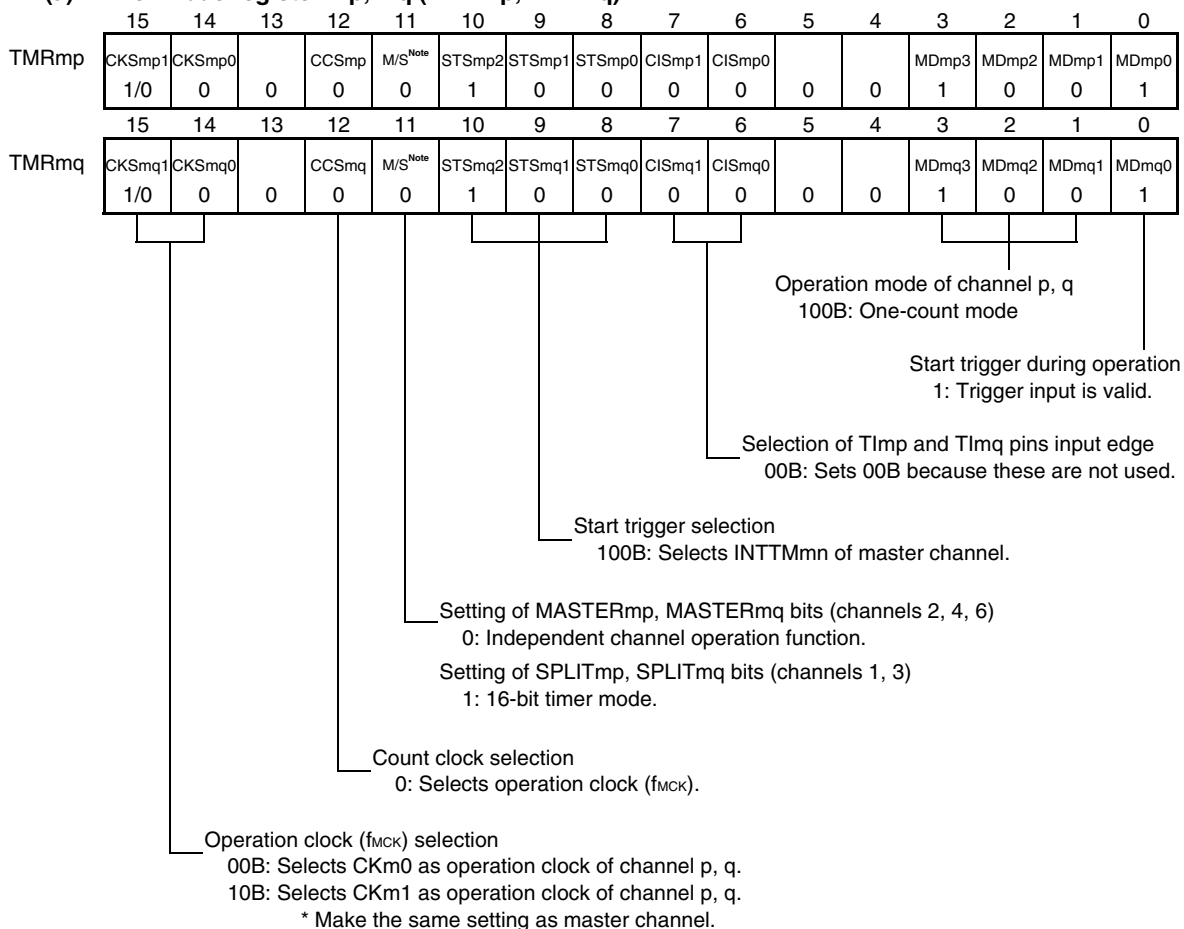 15 14 13 12 11 10 9 8 7 6 5 4 3 2 1 0
TMRmp CKSmp1 CKSmp0 CCSmp M/S Note STSmp2 STSmp1 STSmp0 CISmp1 CISmp0 MDmp3 MDmp2 MDmp1 MDmp0
1/0 0 0 0 0 1 0 0 0 0 0 0 1 0 0 1
15 14 13 12 11 10 9 8 7 6 5 4 3 2 1 0
TMRmq CKSmq1 CKSmq0 CCSmq M/S Note STSmq2 STSmq1 STSmq0 CISmq1 CISmq0 MDmq3 MDmq2 MDmq1 MDmq0
1/0 0 0 0 0 1 0 0 0 0 0 0 1 0 0 1
Operation mode of channel p, q
100B: One-count mode
Start trigger during operation
1: Trigger input is valid.
Selection of TImp and TImq pins input edge
00B: Sets 00B because these are not used.
Start trigger selection
100B: Selects INTTMmn of master channel.
Setting of MASTERmp, MASTERmq bits (channels 2, 4, 6)
0: Independent channel operation function.
Setting of SPLITmp, SPLITmq bits (channels 1, 3)
1: 16-bit timer mode.
Count clock selection
0: Selects operation clock (fMCK).
Operation clock (fMCK) selection
00B: Selects CKm0 as operation clock of channel p, q.
10B: Selects CKm1 as operation clock of channel p, q.
* Make the same setting as master channel.